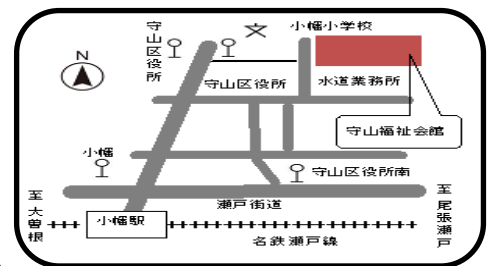 守山区役所
小幡小学校
N
守山区役所
水道業務所
守山福祉会館
小幡
守山区役所南
至大曽根
瀬戸街道
至尾張瀬戸
小幡駅
名鉄瀬戸線